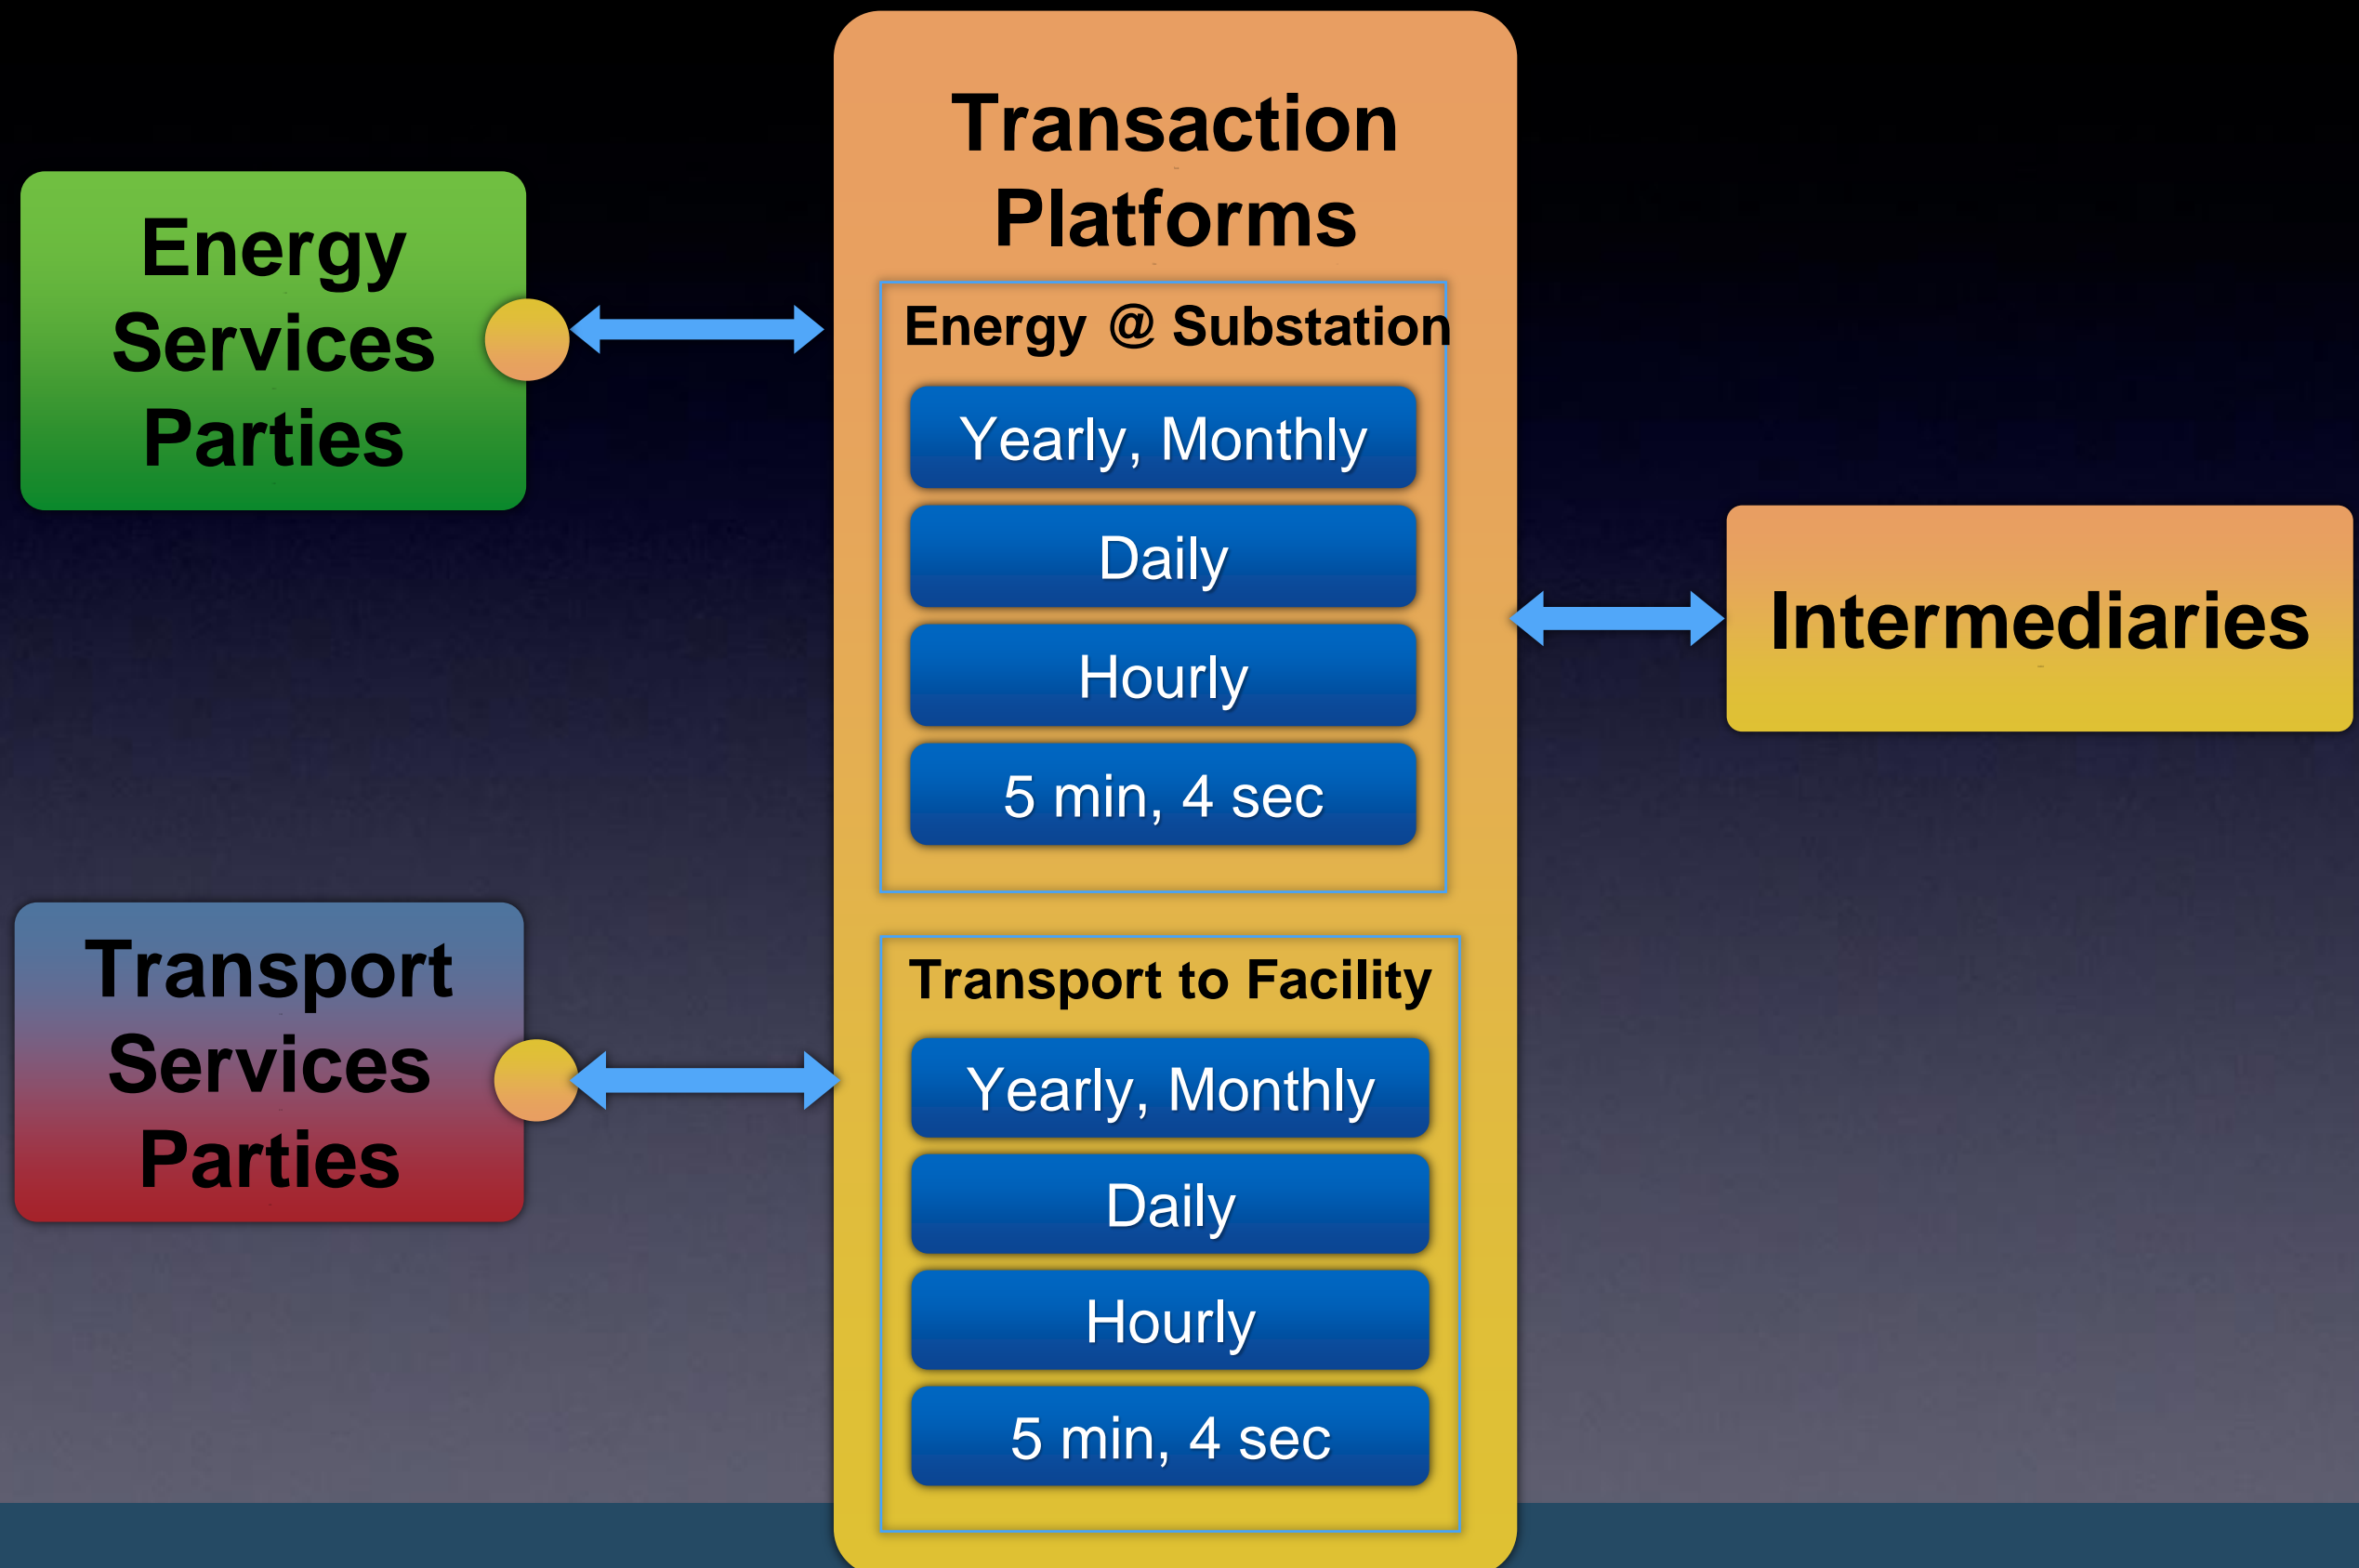 Transaction
Platforms
Energy
Services
Parties
Energy @ Substation
Yearly, Monthly
Daily
Hourly
5 min, 4 sec
Intermediaries
Transport
Services
Parties
Transport to Facility
Yearly, Monthly
Daily
Hourly
5 min, 4 sec